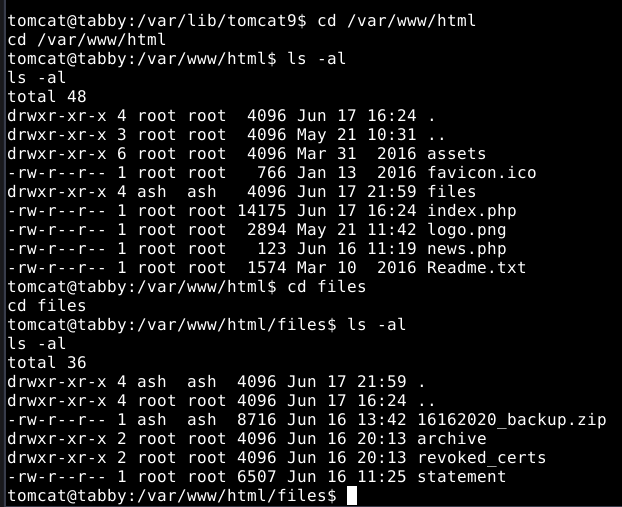 tomcat@tabby:/var/lib/tomcat9$ cd /var/www/html
cd /var/www/html
tomcat@tabby:/var/www/html$ ls -al
ls -al
total 48
drwxr-xr-x 4 root root  4096 Jun 17 16:24 .
drwxr-xr-x 3 root root  4096 May 21 10:31 ..
drwxr-xr-x 6 root root  4096 Mar 31  2016 assets
-rw-r--r-- 1 root root   766 Jan 13  2016 favicon.ico
drwxr-xr-x 4 ash  ash   4096 Jun 17 21:59 files
-rw-r--r-- 1 root root 14175 Jun 17 16:24 index.php
-rw-r--r-- 1 root root  2894 May 21 11:42 logo.png
-rw-r--r-- 1 root root   123 Jun 16 11:19 news.php
-rw-r--r-- 1 root root  1574 Mar 10  2016 Readme.txt
tomcat@tabby:/var/www/html$ cd files
cd files
tomcat@tabby:/var/www/html/files$ ls -al
ls -al
total 36
drwxr-xr-x 4 ash  ash  4096 Jun 17 21:59 .
drwxr-xr-x 4 root root 4096 Jun 17 16:24 ..
-rw-r--r-- 1 ash  ash  8716 Jun 16 13:42 16162020_backup.zip
drwxr-xr-x 2 root root 4096 Jun 16 20:13 archive
drwxr-xr-x 2 root root 4096 Jun 16 20:13 revoked_certs
-rw-r--r-- 1 root root 6507 Jun 16 11:25 statement
tomcat@tabby:/var/www/html/files$